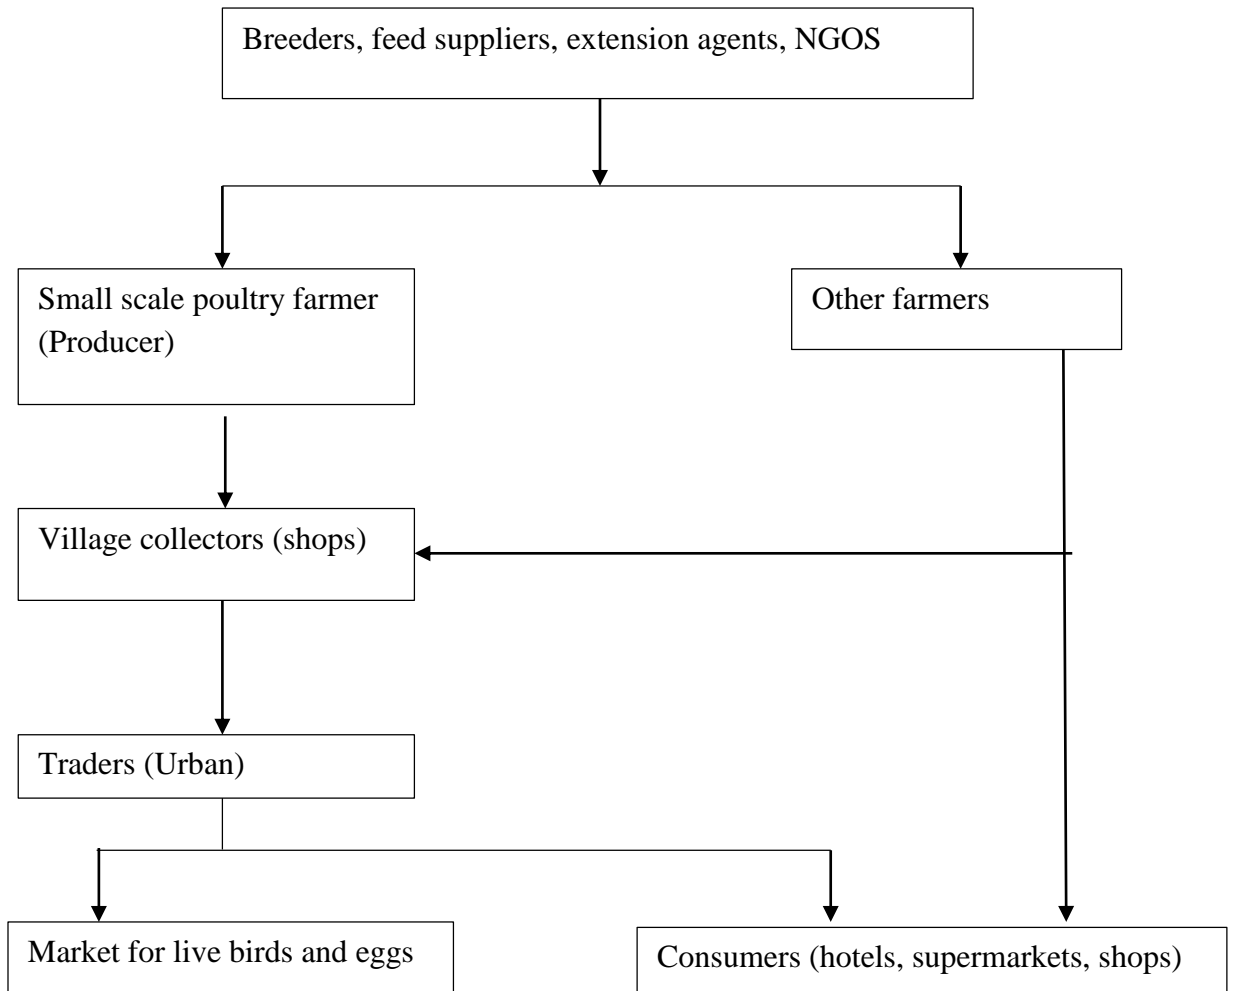 Breeders, feed suppliers, extension agents, NGOS
Small scale poultry farmer
(Producer)
Other farmers
Village collectors (shops)
Traders (Urban)
Market for live birds and eggs
Consumers (hotels, supermarkets, shops)